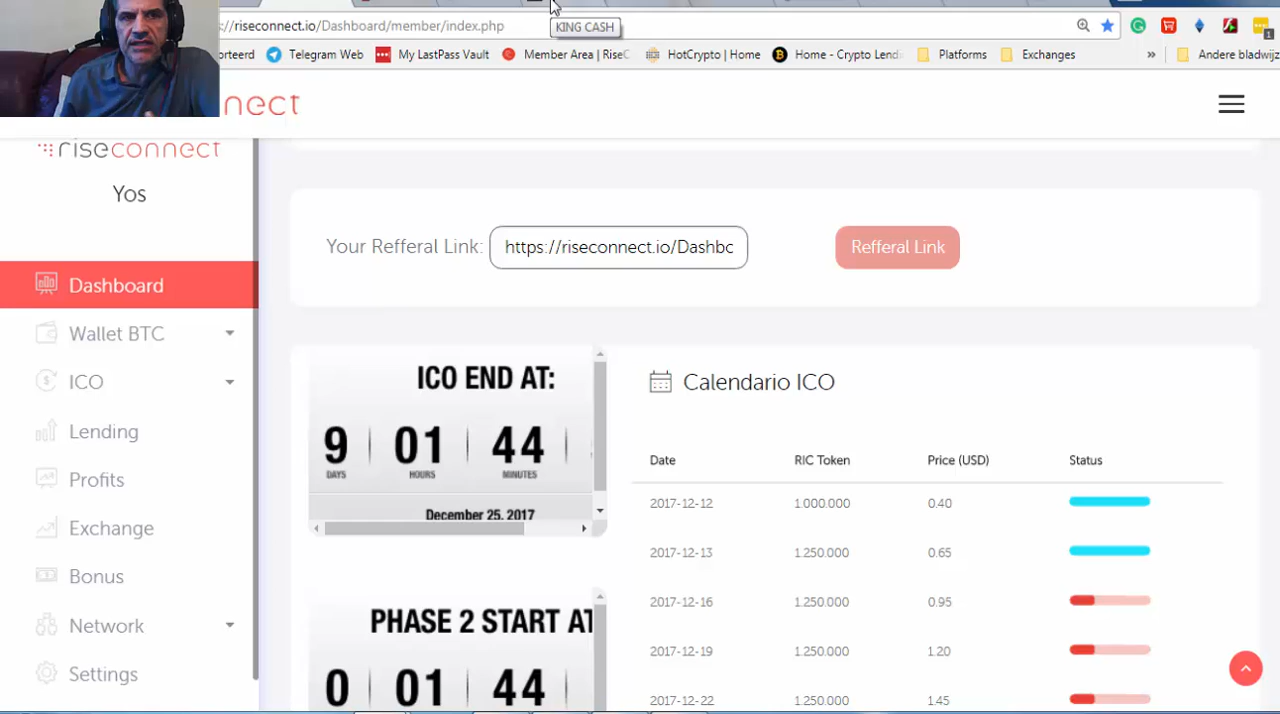 riseconnect.io/Dashboard/member/index.php
KING CASH
orteerd
Telegram Web
My LastPass Vault
Member Area | RiseC
HotCrypto | Home
Home - Crypto Lendi
Platforms
Exchanges
»
Andere bladwijz
1
nect
riseconnect
Yos
Dashboard
Wallet BTC
ICO
Lending
Profits
Exchange
Bonus
Network
Settings
Your Refferal Link:
https://riseconnect.io/Dashbc
Refferal Link
ICO END AT:
9 01 44
DAYS HOURS MINUTES
December 25, 2017
PHASE 2 START AT
0 01 44
Calendario ICO
Date RIC Token Price (USD) Status
2017-12-12 1.000.000 0.40
2017-12-13 1.250.000 0.65
2017-12-16 1.250.000 0.95
2017-12-19 1.250.000 1.20
2017-12-22 1.250.000 1.45